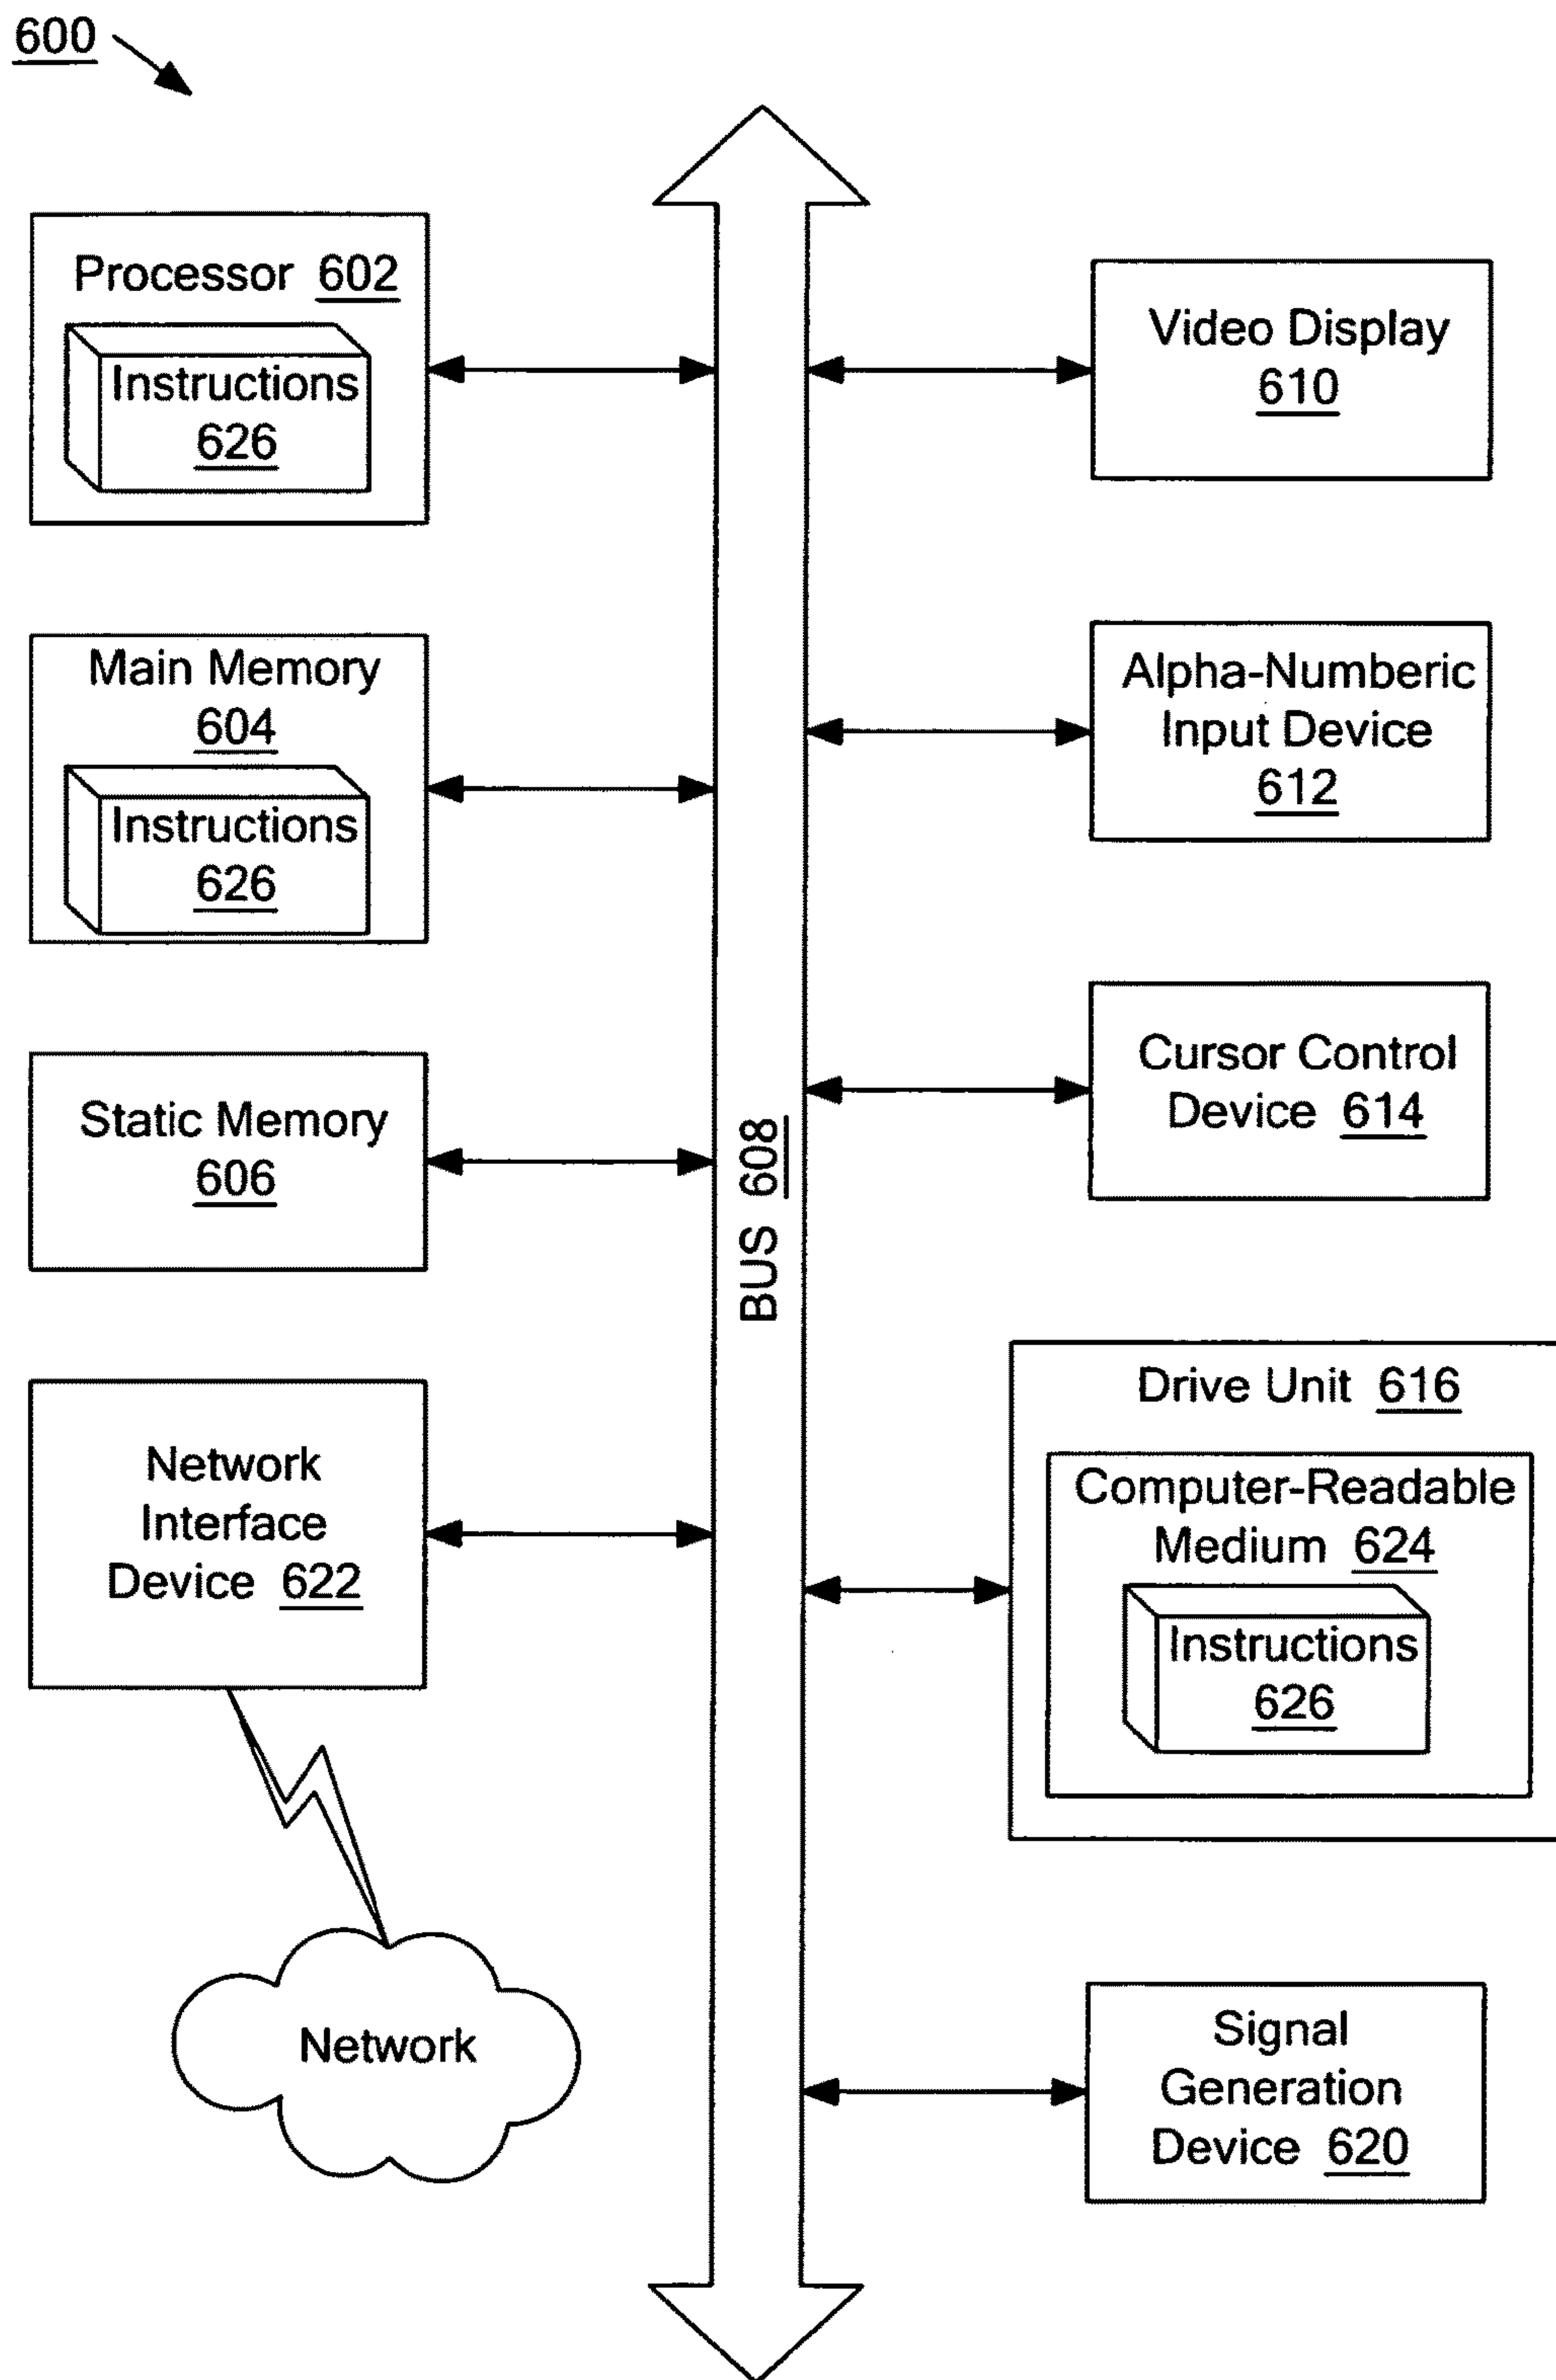 600
Processor 602
Instructions
626
Main Memory
604
Instructions
626
Static Memory
606
Network
Interface
Device 622
Network
BUS 608
Video Display
610
Alpha-Numberic
Input Device
612
Cursor Control
Device 614
Drive Unit 616
Computer-Readable
Medium 624
Instructions
626
Signal
Generation
Device 620